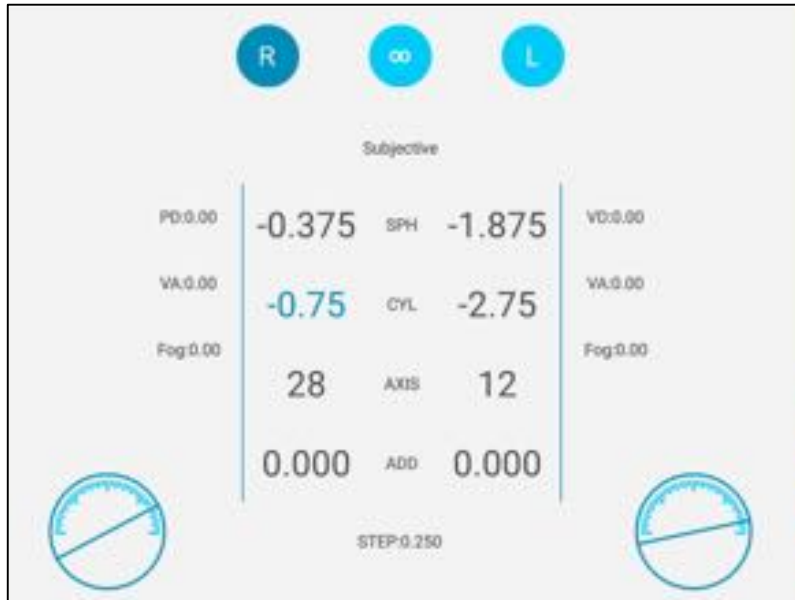 R ∞ L
Subjective
PD:0.00 -0.375 SPH -1.875 VD:0.00
VA:0.00 -0.75 CYL -2.75 VA:0.00
Fog:0.00 Fog:0.00
28 AXIS 12
0.000 ADD 0.000
STEP:0.250